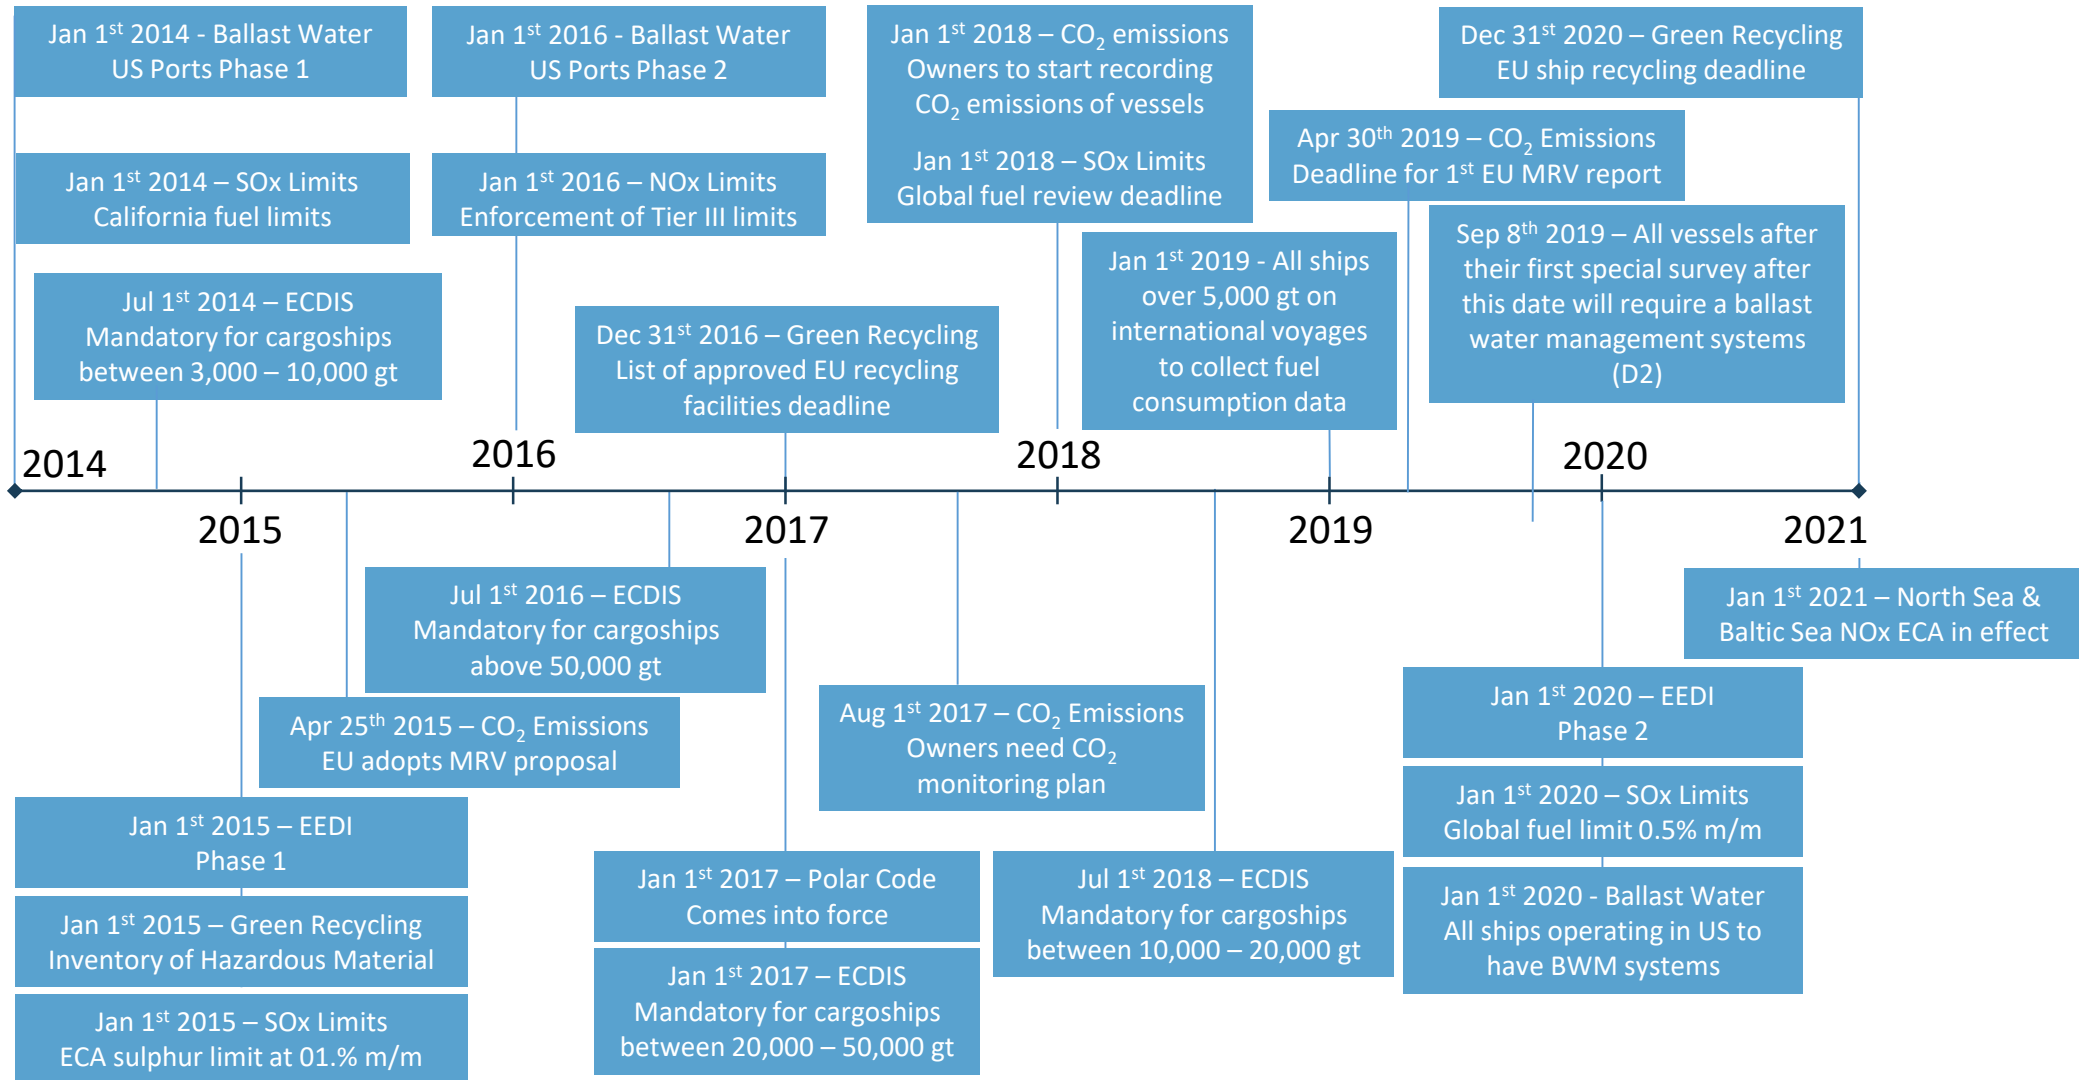 Jan 1st 2014 - Ballast Water
US Ports Phase 1
Jan 1st 2016 - Ballast Water
US Ports Phase 2
Jan 1st 2018 – CO2 emissions
Owners to start recording
CO2 emissions of vessels
Jan 1st 2018 – SOx Limits
Global fuel review deadline
Dec 31st 2020 – Green Recycling
EU ship recycling deadline
Apr 30th 2019 – CO2 Emissions
Deadline for 1st EU MRV report
Jan 1st 2014 – SOx Limits
California fuel limits
Jan 1st 2016 – NOx Limits
Enforcement of Tier III limits
Sep 8th 2019 – All vessels after
their first special survey after
this date will require a ballast
water management systems
(D2)
Jan 1st 2019 - All ships
over 5,000 gt on
international voyages
to collect fuel
consumption data
Jul 1st 2014 – ECDIS
Mandatory for cargoships
between 3,000 – 10,000 gt
Dec 31st 2016 – Green Recycling
List of approved EU recycling
facilities deadline
2014
2016
2018
2020
2015
2017
2019
2021
Jul 1st 2016 – ECDIS
Mandatory for cargoships
above 50,000 gt
Jan 1st 2021 – North Sea &
Baltic Sea NOx ECA in effect
Apr 25th 2015 – CO2 Emissions
EU adopts MRV proposal
Aug 1st 2017 – CO2 Emissions
Owners need CO2
monitoring plan
Jan 1st 2020 – EEDI
Phase 2
Jan 1st 2020 – SOx Limits
Global fuel limit 0.5% m/m
Jan 1st 2020 - Ballast Water
All ships operating in US to
have BWM systems
Jan 1st 2015 – EEDI
Phase 1
Jan 1st 2015 – Green Recycling
Inventory of Hazardous Material
Jan 1st 2015 – SOx Limits
ECA sulphur limit at 01.% m/m
Jan 1st 2017 – Polar Code
Comes into force
Jan 1st 2017 – ECDIS
Mandatory for cargoships
between 20,000 – 50,000 gt
Jul 1st 2018 – ECDIS
Mandatory for cargoships
between 10,000 – 20,000 gt